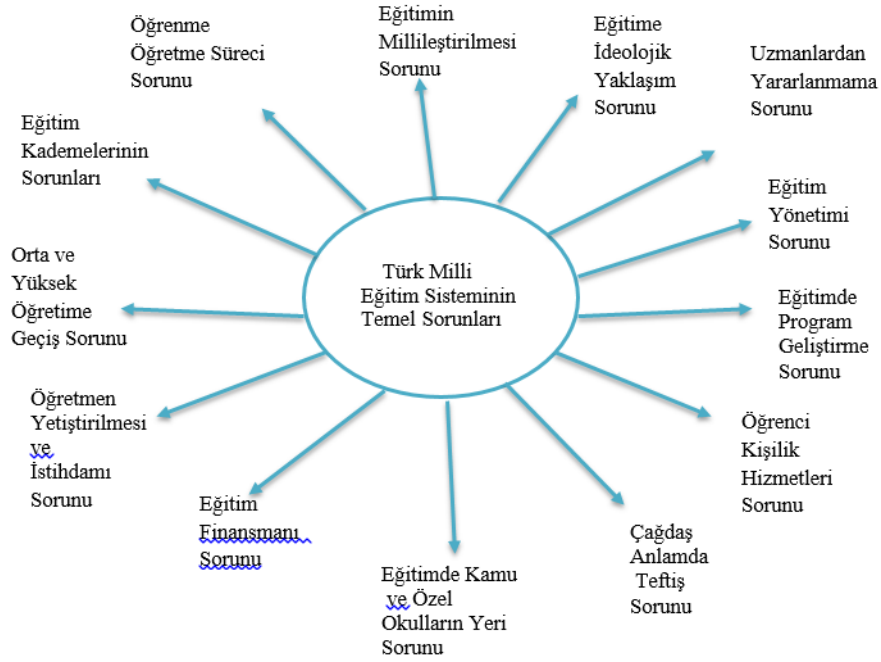 Öğrenme
Öğretme Süreci
Sorunu
Eğitimin
Millileştirilmesi
Sorunu
Eğitime
İdeolojik
Yaklaşım
Sorunu
Uzmanlardan
Yararlanmama
Sorunu
Eğitim
Kademelerinin
Sorunları
Eğitim
Yönetimi
Sorunu
Orta ve
Yüksek
Öğretime
Geçiş Sorunu
Türk Milli
Eğitim Sisteminin
Temel Sorunları
Eğitimde
Program
Geliştirme
Sorunu
Öğretmen
Yetiştirilmesi
ve
İstihdamı
Sorunu
Öğrenci
Kişilik
Hizmetleri
Sorunu
Eğitim
Finansmanı
Sorunu
Eğitimde Kamu
ve Özel
Okulların Yeri
Sorunu
Çağdaş
Anlamda
Teftiş
Sorunu